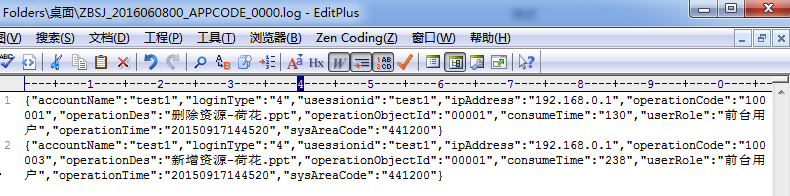 Folders\桌面\ZBSJ_2016060800_APPCODE_0000.log - EditPlus
图(V) 搜索(S) 文档(D) 工程(P) 工具(T) 浏览器(B) Zen Coding(Z) 窗口(W) 帮助(H)
Hx W
1 2 3 4 5 6 7 8 9 0
1 {"accountName":"test1","loginType":"4","usessionid":"test1","ipAddress":"192.168.0.1","operationCode":"100
001","operationDes":"删除资源-荷花.ppt","operationObjectId":"00001","consumeTime":"130","userRole":"前台用
户","operationTime":"20150917144520","sysAreaCode":"441200"}
2 {"accountName":"test1","loginType":"4","usessionid":"test1","ipAddress":"192.168.0.1","operationCode":"100
003","operationDes":"新增资源-荷花.ppt","operationObjectId":"00001","consumeTime":"238","userRole":"前台用
户","operationTime":"20150917144520","sysAreaCode":"441200"}